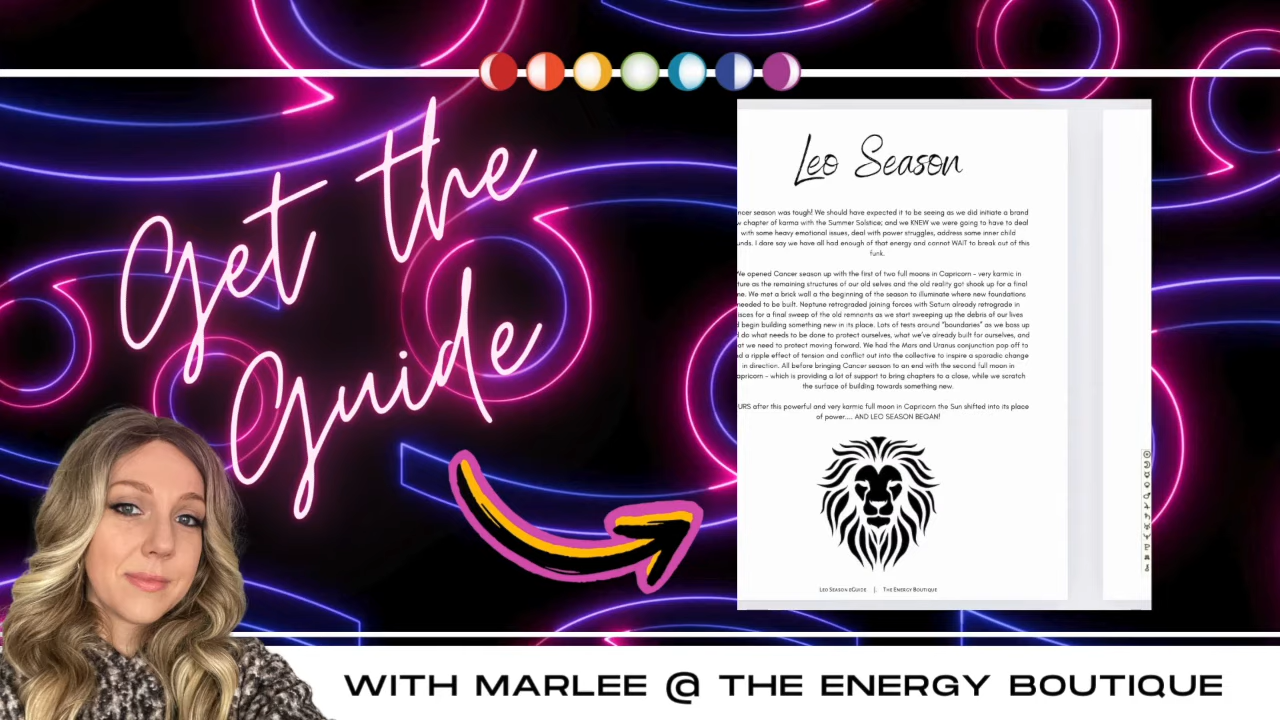 Get the
Guide
Leo Season
ncer season was tough! We should have expected it to be seeing as we did initiate a brand
w chapter of karma with the Summer Solstice; and we KNEW we were going to have to deal
with some heavy emotional issues, deal with power struggles, address some inner child
unds. I dare say we have all had enough of that energy and cannot WAIT to break out of this
funk.
We opened Cancer season up with the first of two full moons in Capricorn - very karmic in
ture as the remaining structures of our old selves and the old reality got shook up for a final
me. We met a brick wall a the beginning of the season to illuminate where new foundations
needed to be built. Neptune retrograded joining forces with Saturn already retrograde in
isces for a final sweep of the old remnants as we start sweeping up the debris of our lives
d begin building something new in its place. Lots of tests around "boundaries" as we boss up
d do what needs to be done to protect ourselves, what we've already built for ourselves, and
at we need to protect moving forward. We had the Mars and Uranus conjunction pop off to
nd a ripple effect of tension and conflict out into the collective to inspire a sporadic change
in direction. All before bringing Cancer season to an end with the second full moon in
apricorn - which is providing a lot of support to bring chapters to a close, while we scratch
the surface of building towards something new.
URS after this powerful and very karmic full moon in Capricorn the Sun shifted into its place
of power.... AND LEO SEASON BEGAN!
Leo Season eGuide | The Energy Boutique
WITH MARLEE @ THE ENERGY BOUTIQUE